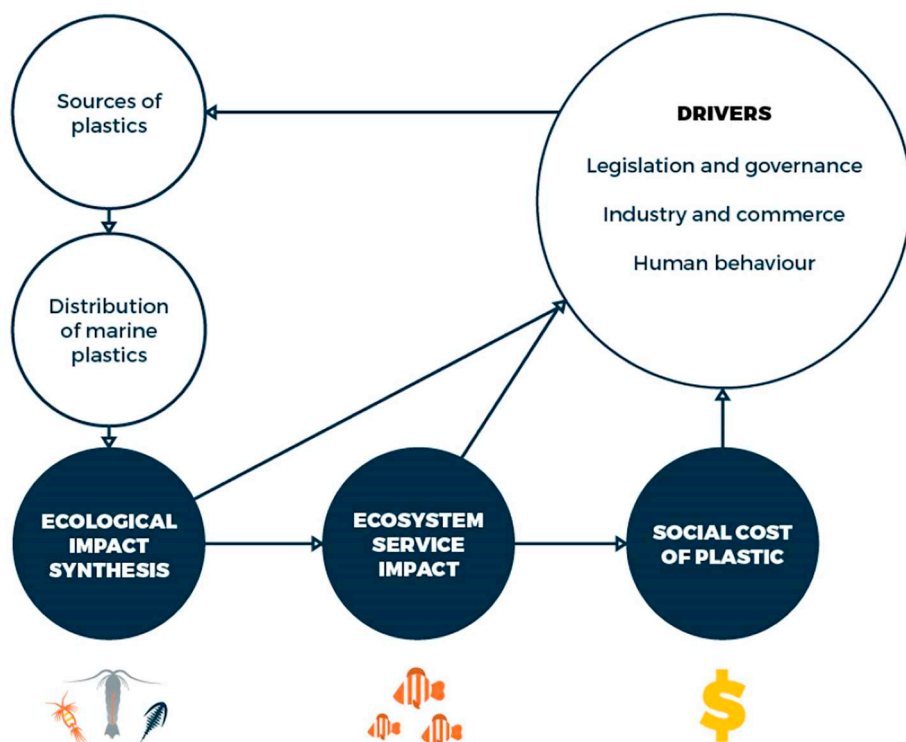 Sources of
plastics
DRIVERS
Legislation and governance
Industry and commerce
Human behaviour
Distribution
of marine
plastics
ECOLOGICAL
IMPACT
SYNTHESIS
ECOSYSTEM
SERVICE
IMPACT
SOCIAL COST
OF PLASTIC
$